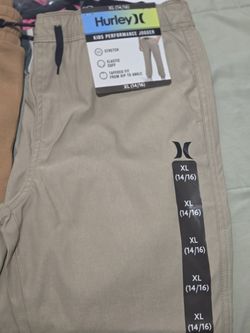 Hurley
KIDS PERFORMANCE JOGGER
STRETCH
ELASTIC
CUFF
TAPERED FIT
FROM HIP TO ANKLE
XL (14/16)
XL
(14/16)
XL
(14/16)
XL
(14/16)
XL
(14/16)
XL
(14/16)